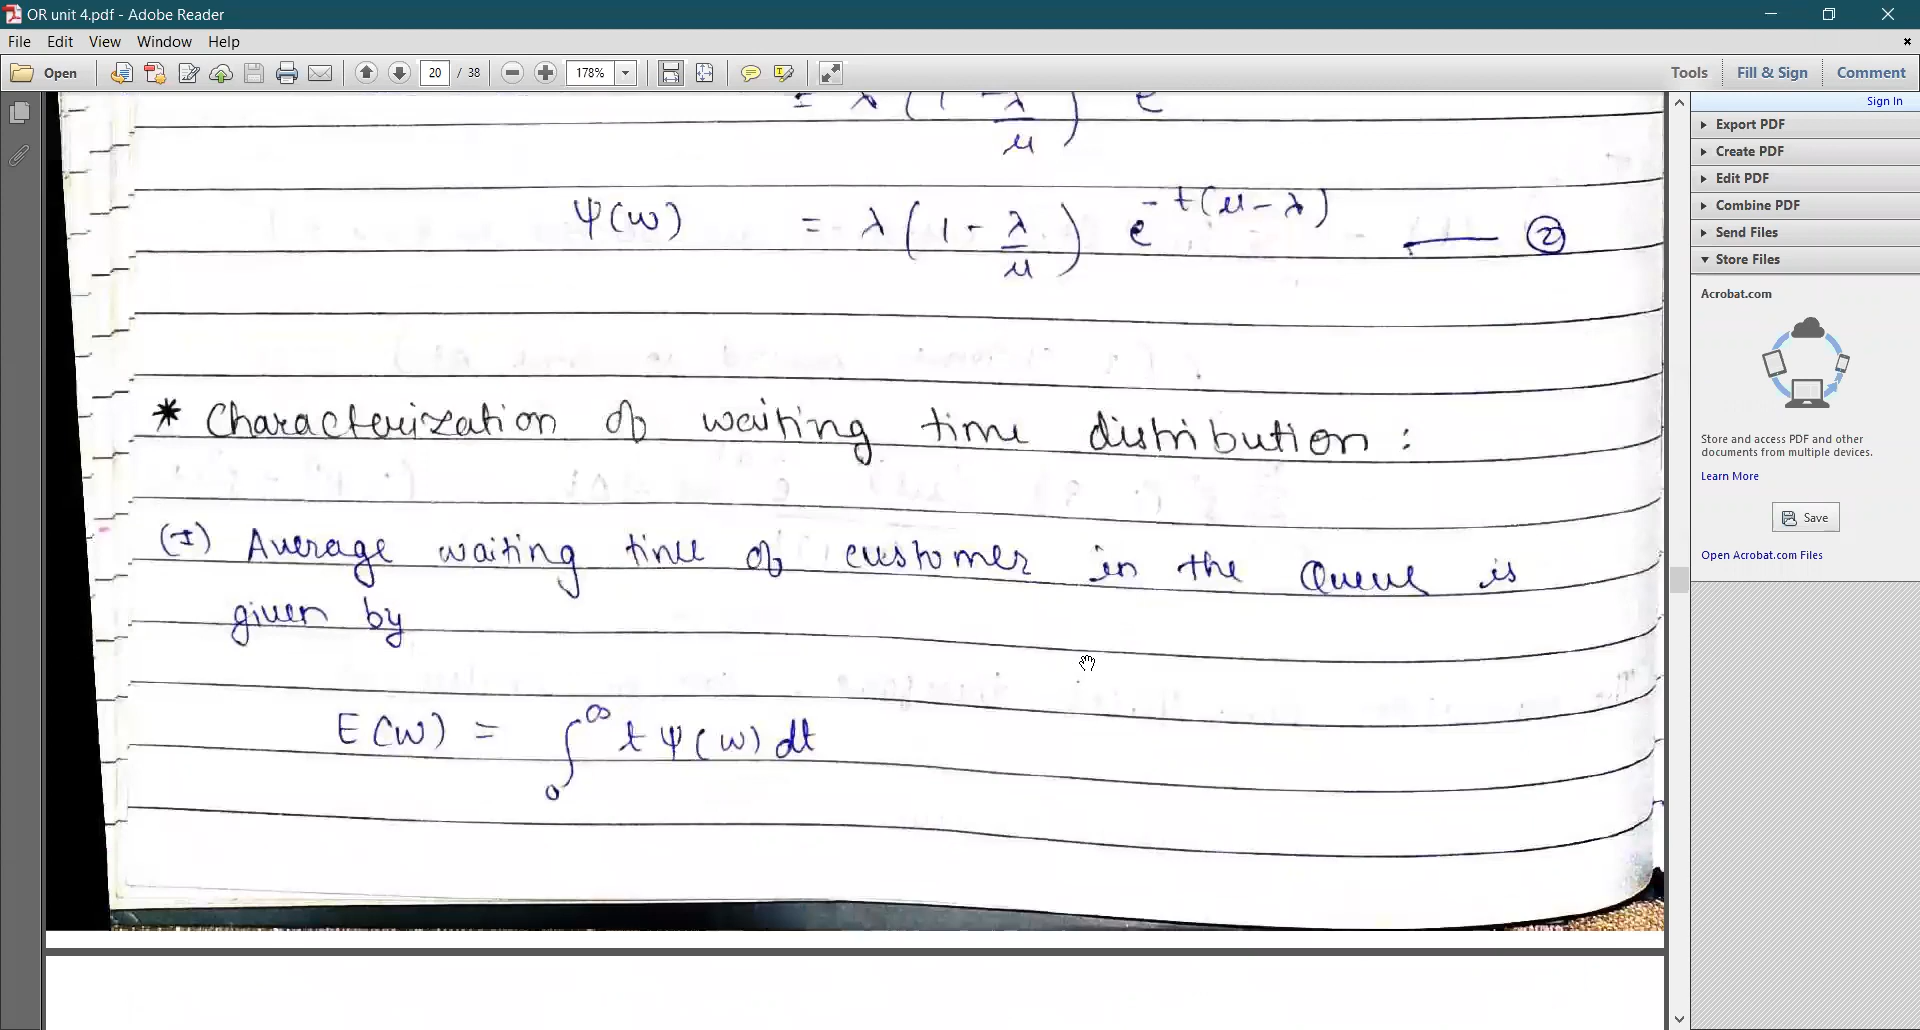 OR unit 4.pdf - Adobe Reader
File Edit View Window Help
Open 20 / 38 178% Tools Fill & Sign Comment
Sign In
Export PDF
Create PDF
Edit PDF
Combine PDF
Send Files
Store Files
Acrobat.com
Store and access PDF and other
documents from multiple devices.
Learn More
Save
Open Acrobat.com Files
= λ (1 - λ/μ) e
Ψ(w) = λ (1 - λ/μ) e^{-t(μ-λ)} —— ②
* Characterization of waiting time distribution :
(I) Average waiting time of customer in the Queue is
given by
E(w) = ∫₀^∞ t Ψ(w) dt